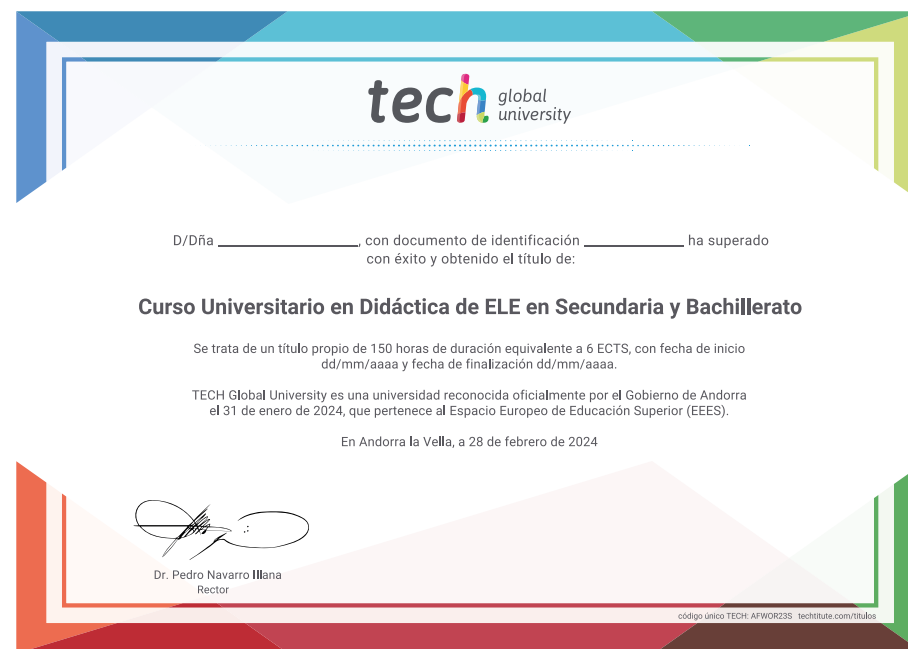 tech global university
D/Dña ____________________, con documento de identificación ______________ ha superado
con éxito y obtenido el título de:
Curso Universitario en Didáctica de ELE en Secundaria y Bachillerato
Se trata de un título propio de 150 horas de duración equivalente a 6 ECTS, con fecha de inicio
dd/mm/aaaa y fecha de finalización dd/mm/aaaa.
TECH Global University es una universidad reconocida oficialmente por el Gobierno de Andorra
el 31 de enero de 2024, que pertenece al Espacio Europeo de Educación Superior (EEES).
En Andorra la Vella, a 28 de febrero de 2024
Dr. Pedro Navarro Illana
Rector
código único TECH: AFWOR23S techtitute.com/titulos